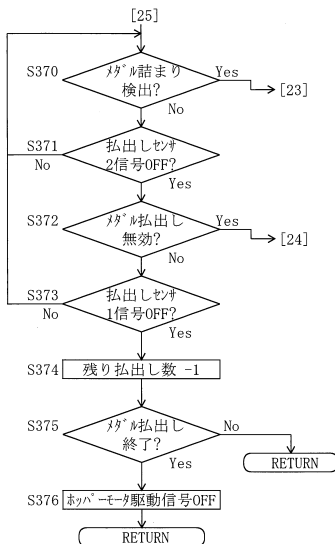 [25]
S370
メダル詰まり
検出?
Yes
[23]
No
S371
払出しセンサ
2信号OFF?
No
Yes
S372
メダル払出し
無効?
Yes
[24]
No
S373
払出しセンサ
1信号OFF?
No
Yes
S374
残り払出し数 -1
S375
メダル払出し
終了?
No
RETURN
Yes
S376
ホッパーモータ駆動信号OFF
RETURN